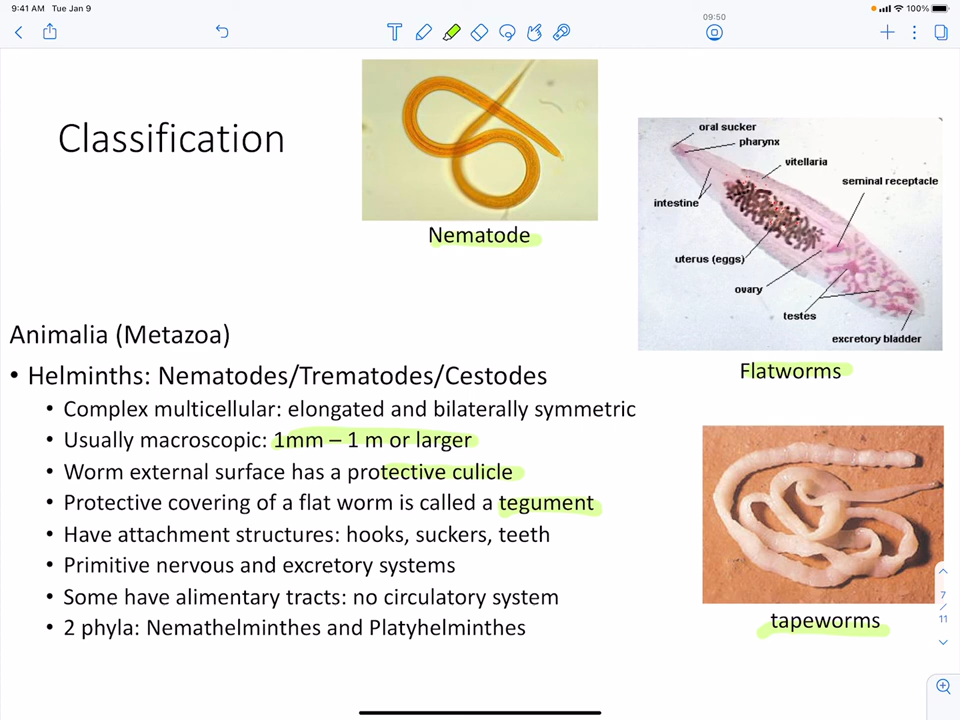 9:41 AM Tue Jan 9
100%
09:50
T
Classification
Nematode
oral sucker
pharynx
vitellaria
seminal receptacle
intestine
uterus (eggs)
ovary
testes
excretory bladder
Flatworms
Animalia (Metazoa)
• Helminths: Nematodes/Trematodes/Cestodes
• Complex multicellular: elongated and bilaterally symmetric
• Usually macroscopic: 1mm – 1 m or larger
• Worm external surface has a protective culicle
• Protective covering of a flat worm is called a tegument
• Have attachment structures: hooks, suckers, teeth
• Primitive nervous and excretory systems
• Some have alimentary tracts: no circulatory system
• 2 phyla: Nemathelminthes and Platyhelminthes
tapeworms
7
/
11